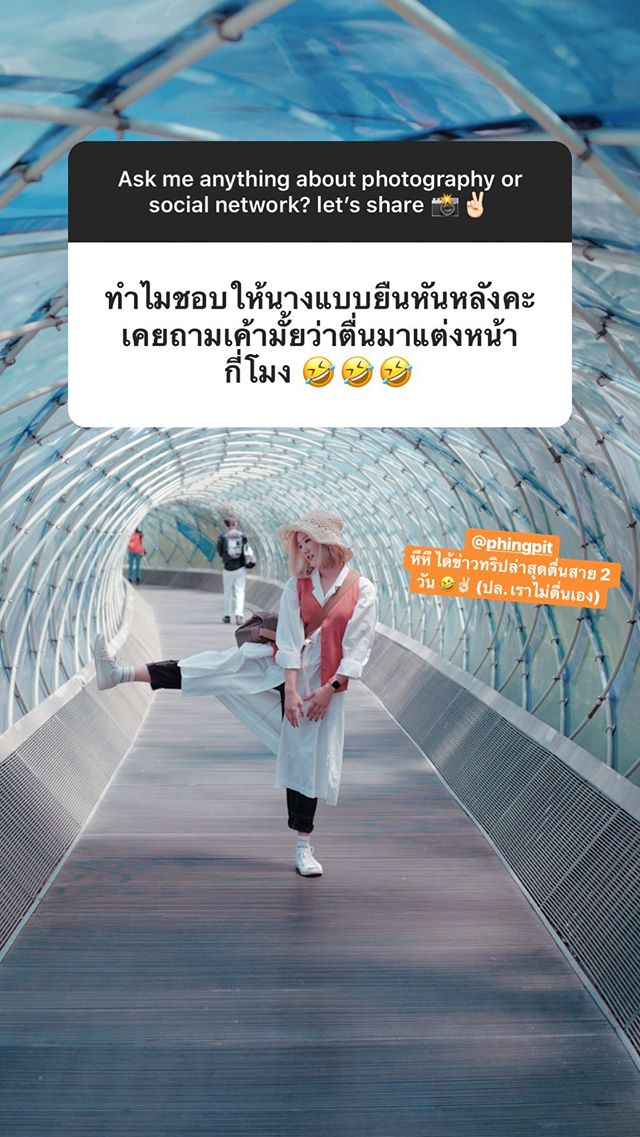 Ask me anything about photography or
social network? let's share 📸✌🏻
ทำไมชอบให้นางแบบยืนหันหลังคะ
เคยถามเค้ามั้ยว่าตื่นมาแต่งหน้า
กี่โมง 🤣🤣🤣
@phingpit
หึหึ ได้ข่าวทริปล่าสุดตื่นสาย 2
วัน 🤣✌🏻 (ปล. เราไม่ตื่นเอง)